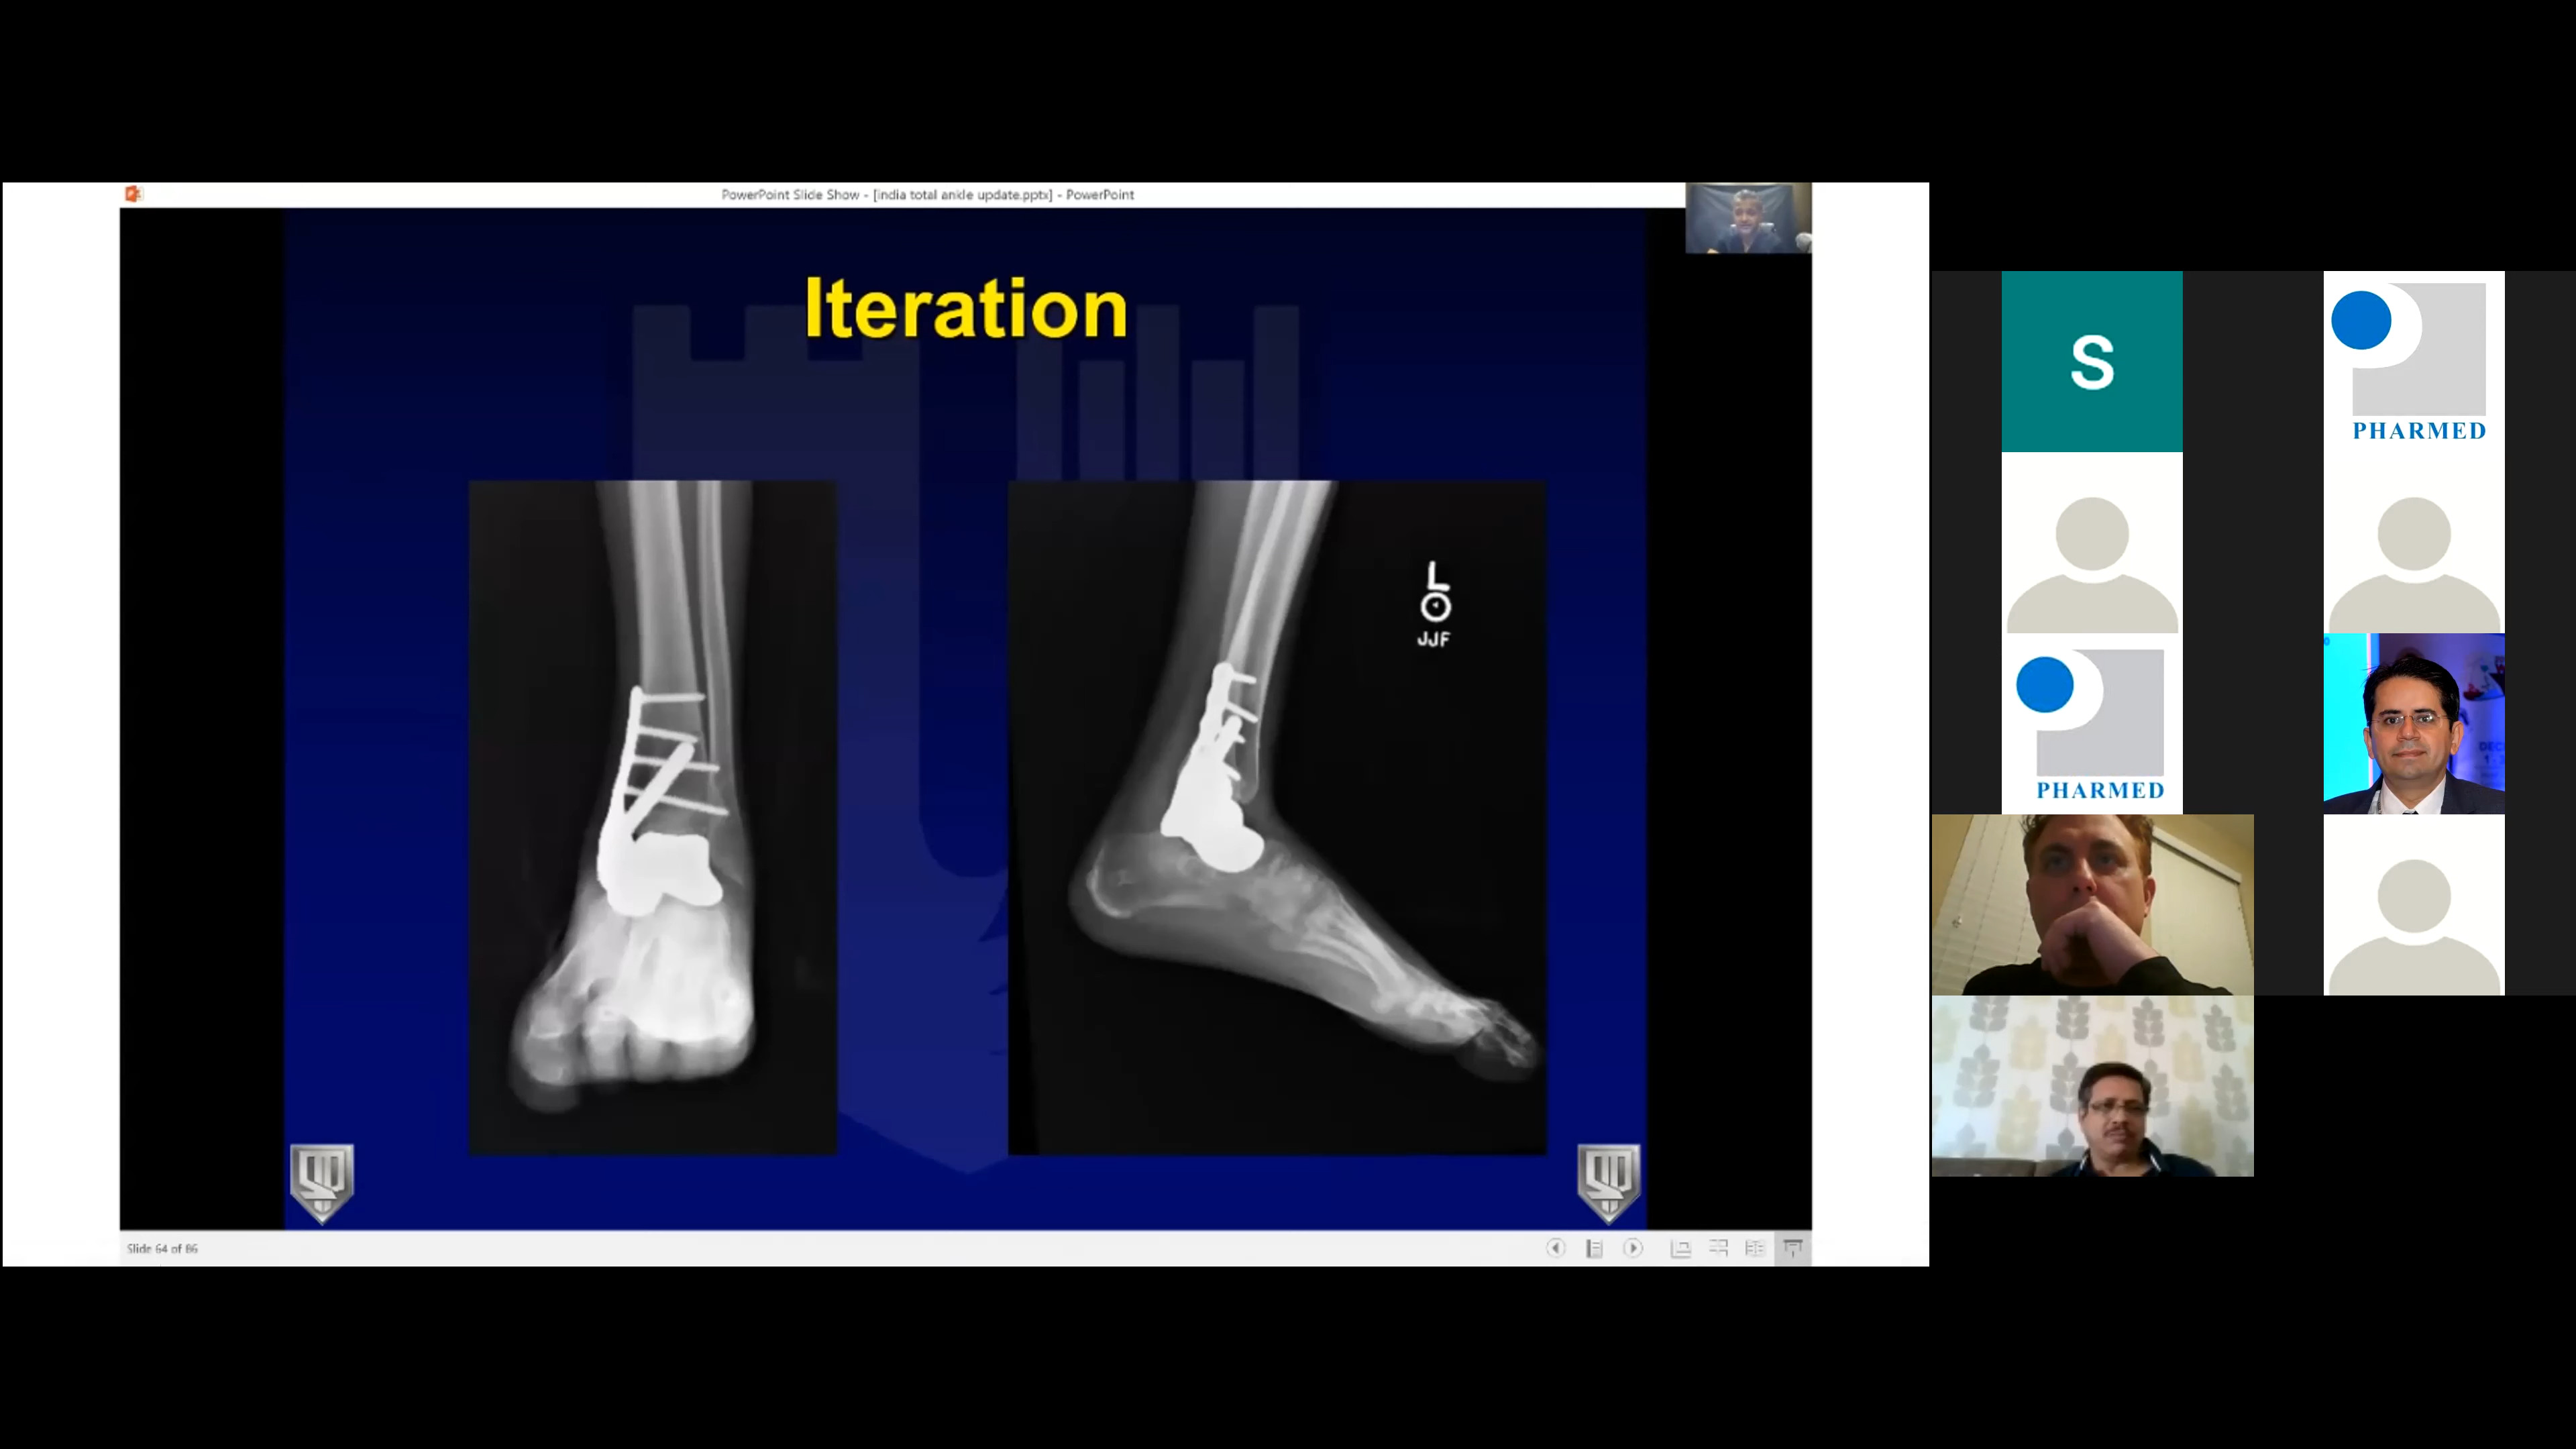 PowerPoint Slide Show - [india total ankle update.pptx] - PowerPoint
Iteration
L
JJF
Slide 64 of 86
S
PHARMED
PHARMED